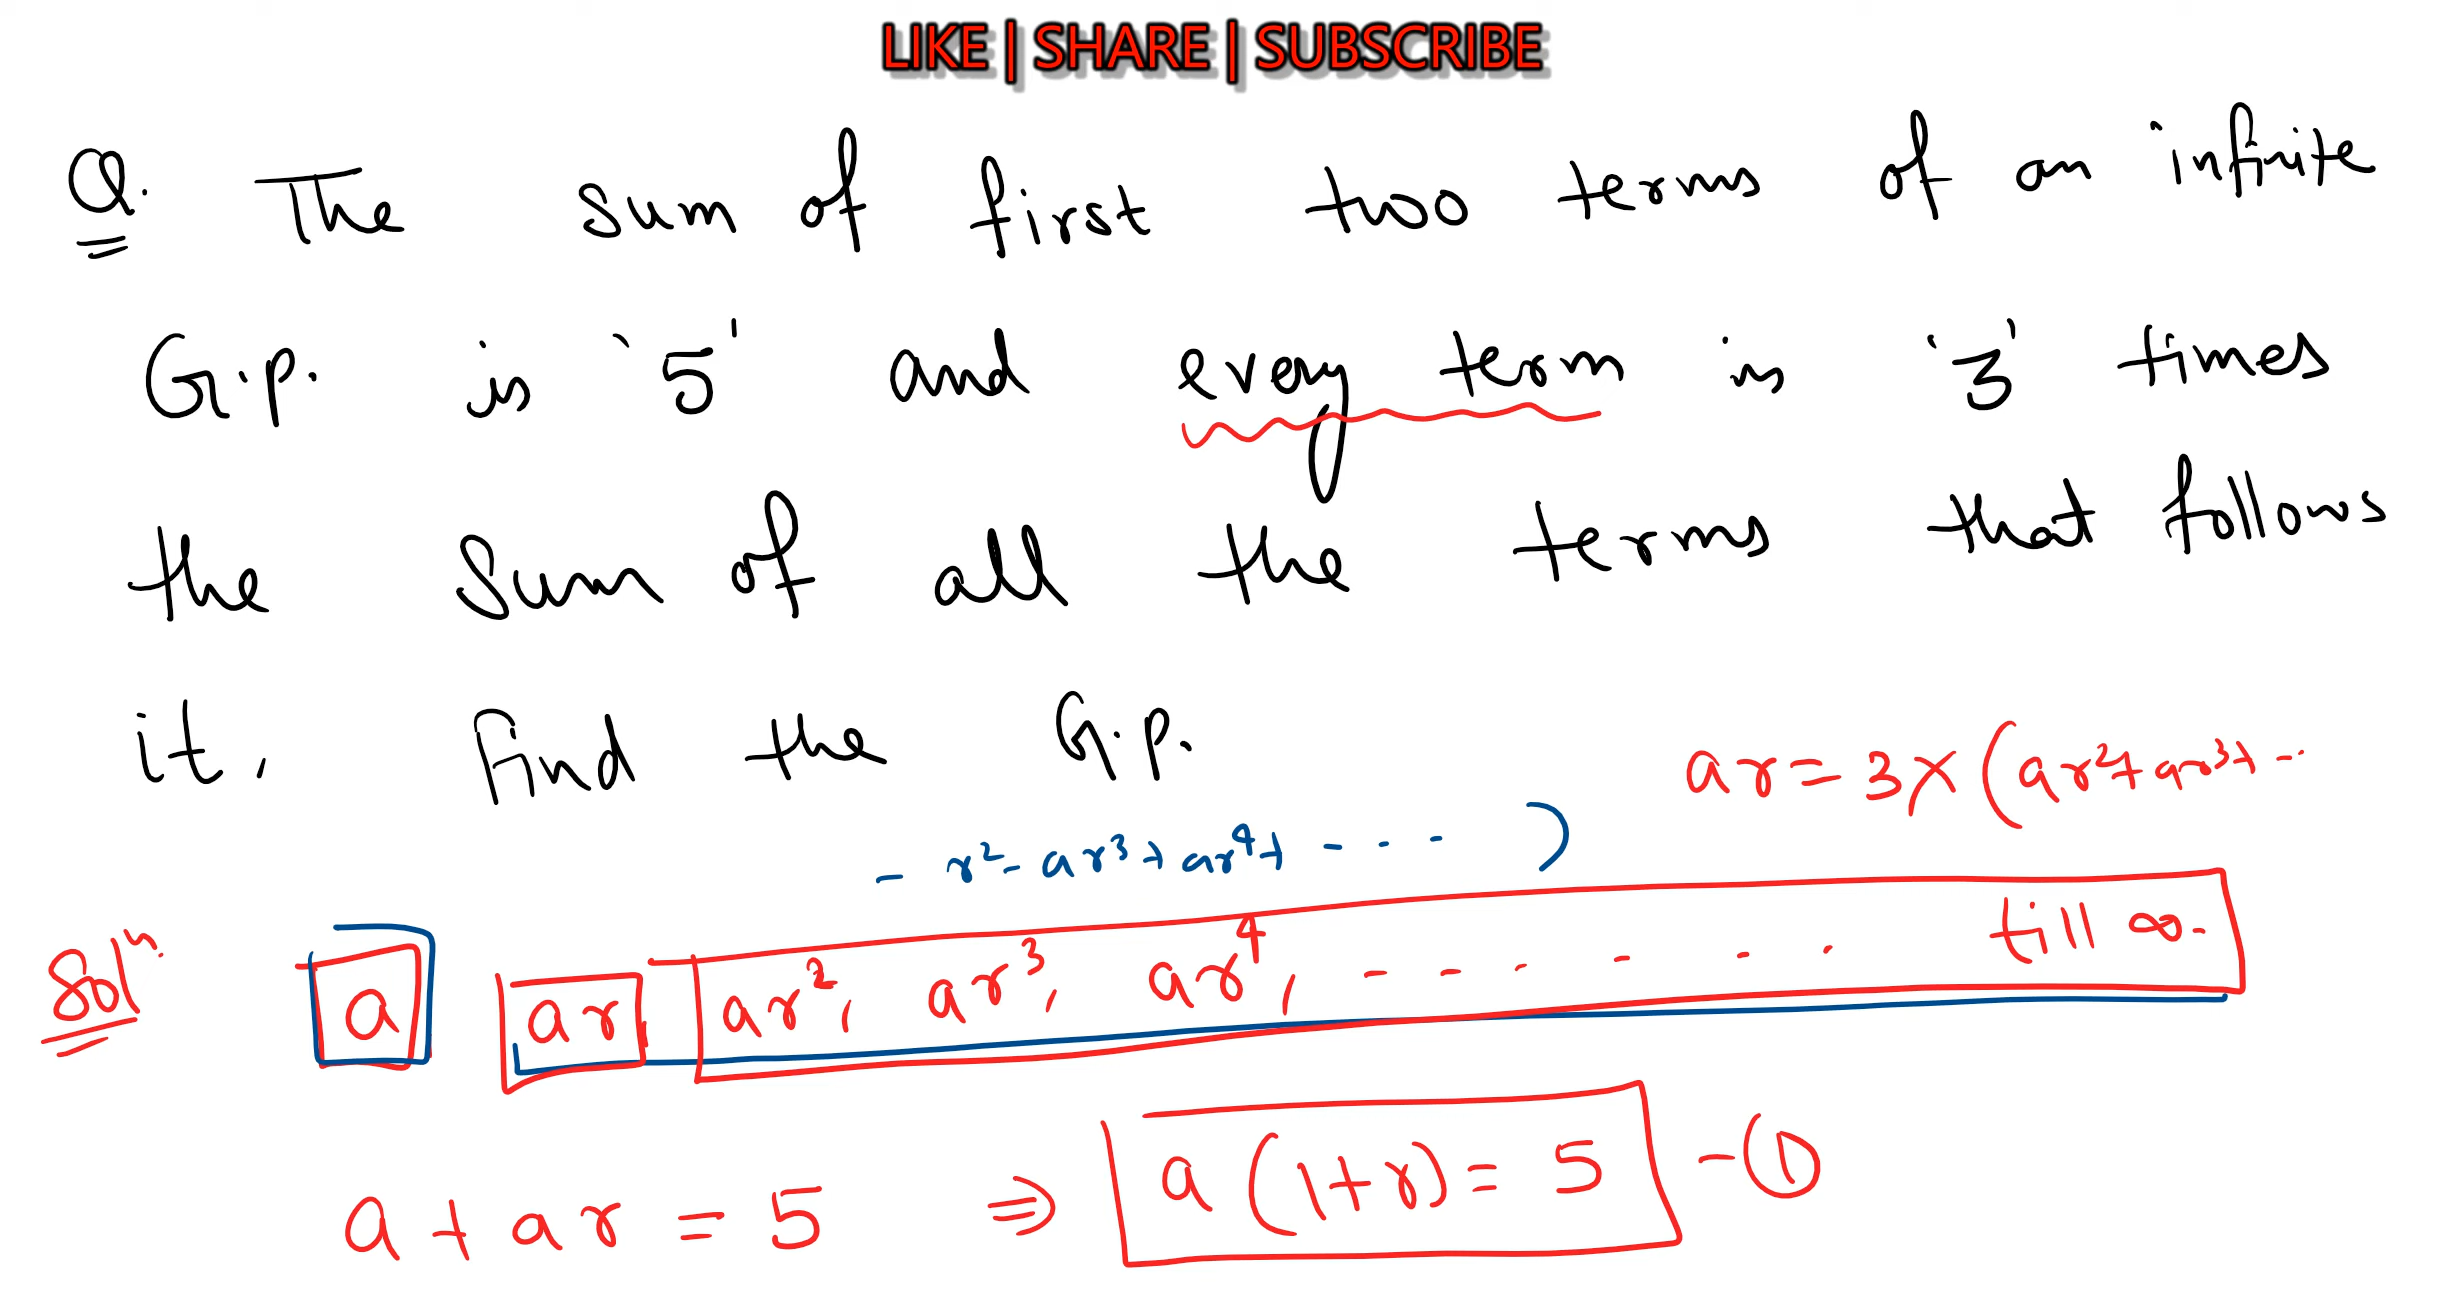 LIKE | SHARE | SUBSCRIBE
Q. The sum of first two terms of an infinite
G.P. is '5' and every term is '3' times
the sum of all the terms that follows
it, find the G.P.
ar = 3 × (ar² + ar³ + ...
- r² - ar³ + ar⁴ + - - - - )
Solⁿ. a ar, ar², ar³, ar⁴, - - - - . . till ∞.
a + ar = 5 ⇒ a(1+r) = 5 - ①